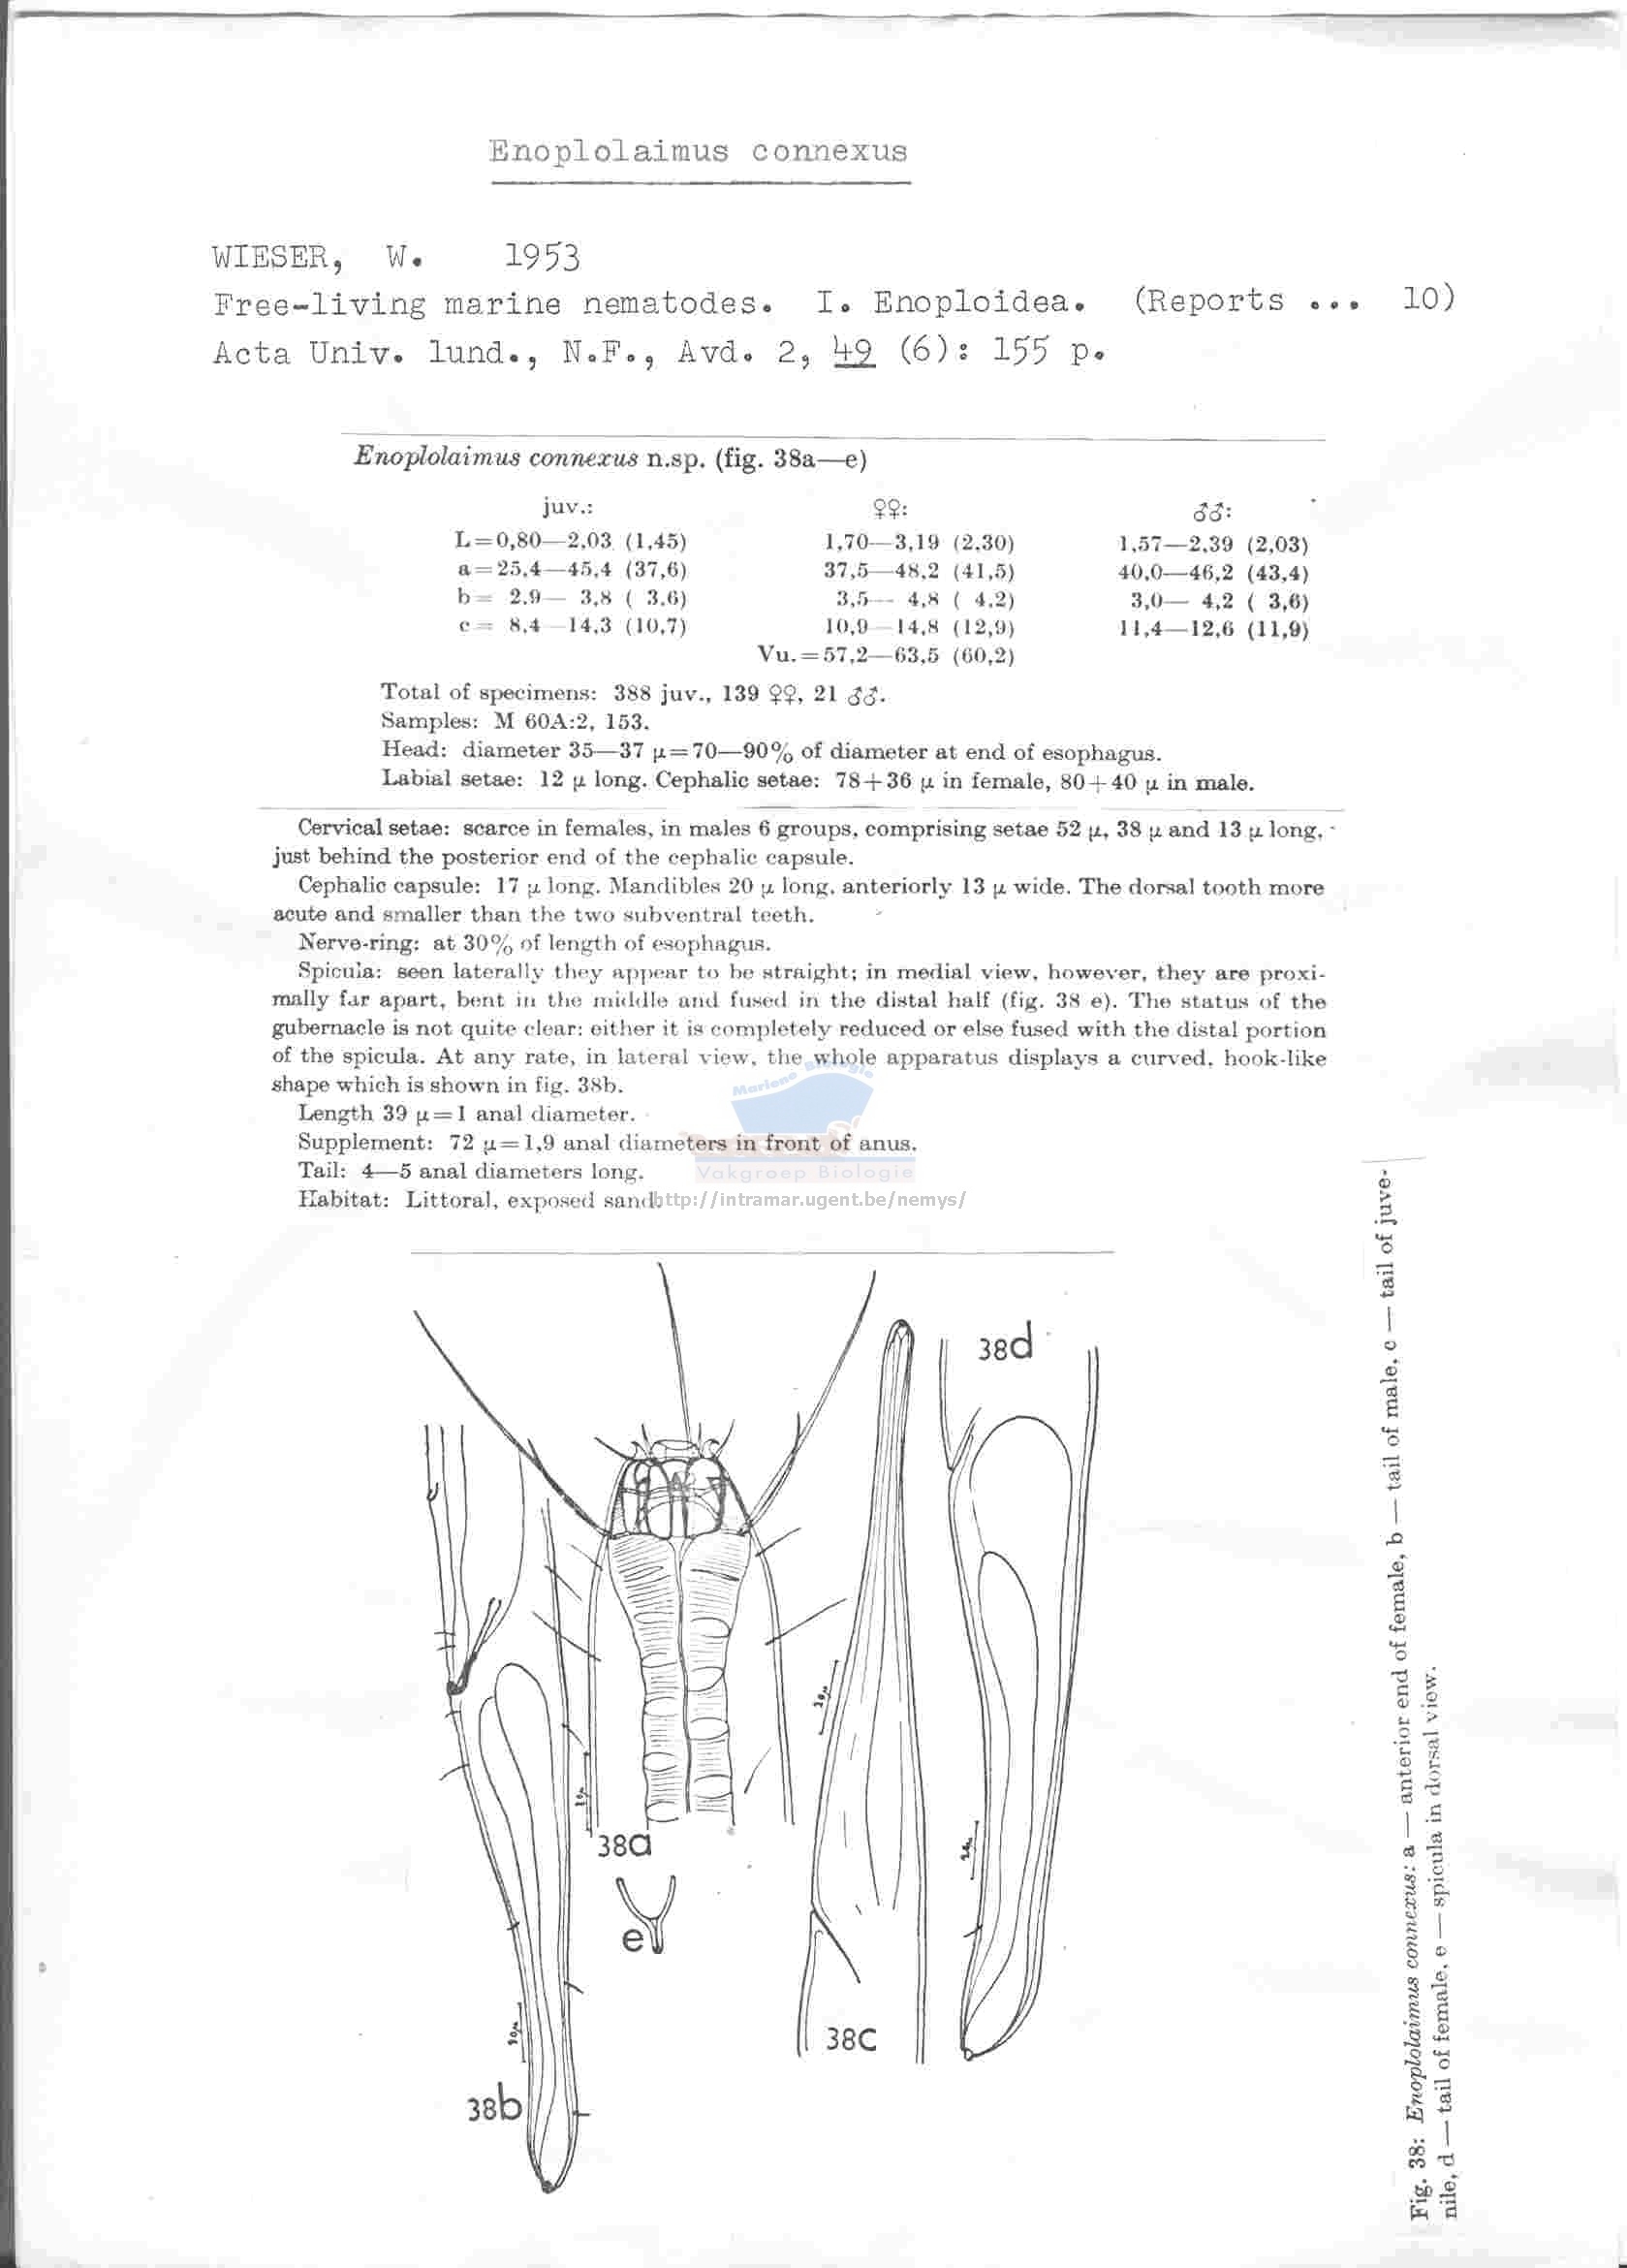 Enoplolaimus connexus
WIESER, W. 1953
Free-living marine nematodes. I. Enoploidea. (Reports ... 10)
Acta Univ. lund., N.F., Avd. 2, 49 (6): 155 p.
Enoplolaimus connexus n.sp. (fig. 38a—e)
juv.: ♀♀: ♂♂:
L=0,80—2,03 (1,45) 1,70—3,19 (2,30) 1,57—2,39 (2,03)
a=25,4—45,4 (37,6) 37,5—48,2 (41,5) 40,0—46,2 (43,4)
b= 2,9— 3,8 ( 3,6) 3,5— 4,8 ( 4,2) 3,0— 4,2 ( 3,6)
c= 8,4—14,3 (10,7) 10,9—14,8 (12,9) 11,4—12,6 (11,9)
Vu.=57,2—63,5 (60,2)
Total of specimens: 388 juv., 139 ♀♀, 21 ♂♂.
Samples: M 60A:2, 153.
Head: diameter 35—37 µ=70—90% of diameter at end of esophagus.
Labial setae: 12 µ long. Cephalic setae: 78+36 µ in female, 80+40 µ in male.
Cervical setae: scarce in females, in males 6 groups, comprising setae 52 µ, 38 µ and 13 µ long,
just behind the posterior end of the cephalic capsule.
Cephalic capsule: 17 µ long. Mandibles 20 µ long, anteriorly 13 µ wide. The dorsal tooth more
acute and smaller than the two subventral teeth.
Nerve-ring: at 30% of length of esophagus.
Spicula: seen laterally they appear to be straight; in medial view, however, they are proxi-
mally far apart, bent in the middle and fused in the distal half (fig. 38 e). The status of the
gubernacle is not quite clear: either it is completely reduced or else fused with the distal portion
of the spicula. At any rate, in lateral view, the whole apparatus displays a curved, hook-like
shape which is shown in fig. 38b.
Length 39 µ=1 anal diameter.
Supplement: 72 µ=1,9 anal diameters in front of anus.
Tail: 4—5 anal diameters long.
Habitat: Littoral, exposed sand.
Mariene Biologie
Vakgroep Biologie
http://intramar.ugent.be/nemys/
38d
38a
e
38c
38b
Fig. 38: Enoplolaimus connexus: a — anterior end of female, b — tail of male, c — tail of juve-
nile, d — tail of female, e — spicula in dorsal view.